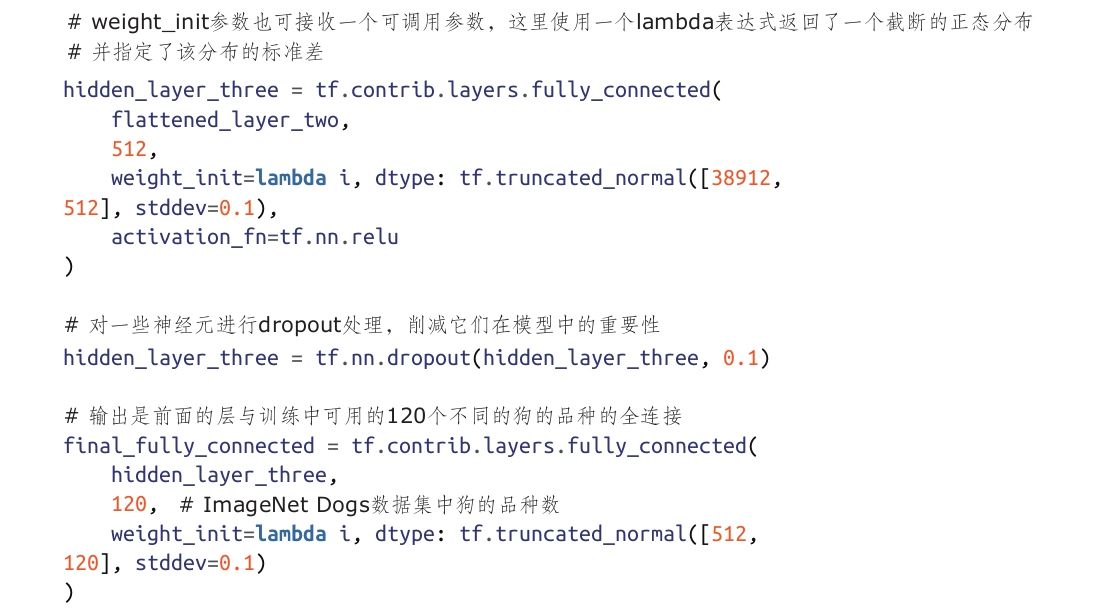 # weight_init参数也可接收一个可调用参数，这里使用一个lambda表达式返回了一个截断的正态分布
# 并指定了该分布的标准差
hidden_layer_three = tf.contrib.layers.fully_connected(
    flattened_layer_two,
    512,
    weight_init=lambda i, dtype: tf.truncated_normal([38912,
512], stddev=0.1),
    activation_fn=tf.nn.relu
)
# 对一些神经元进行dropout处理，削减它们在模型中的重要性
hidden_layer_three = tf.nn.dropout(hidden_layer_three, 0.1)
# 输出是前面的层与训练中可用的120个不同的狗的品种的全连接
final_fully_connected = tf.contrib.layers.fully_connected(
    hidden_layer_three,
    120,  # ImageNet Dogs数据集中狗的品种数
    weight_init=lambda i, dtype: tf.truncated_normal([512,
120], stddev=0.1)
)